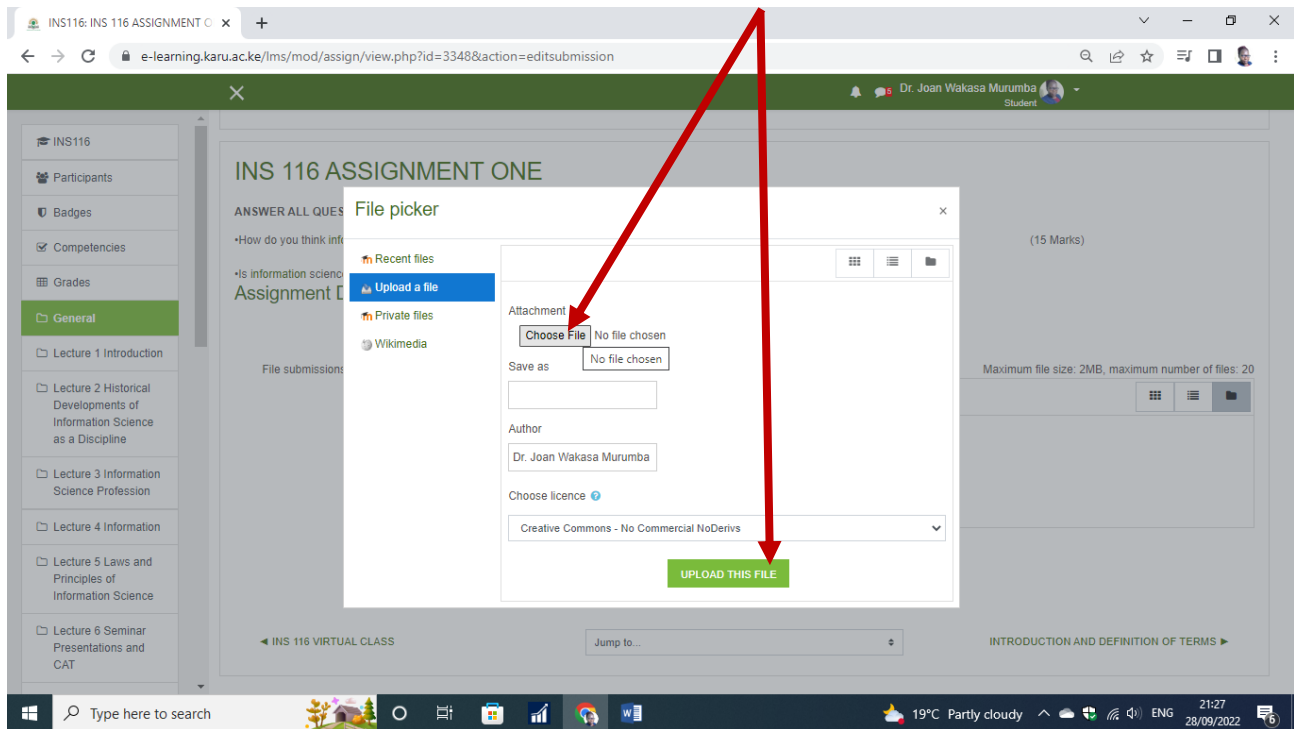 INS116: INS 116 ASSIGNMENT O
e-learning.karu.ac.ke/lms/mod/assign/view.php?id=3348&action=editsubmission
5
Dr. Joan Wakasa Murumba
Student
INS116
Participants
Badges
Competencies
Grades
General
Lecture 1 Introduction
Lecture 2 Historical
Developments of
Information Science
as a Discipline
Lecture 3 Information
Science Profession
Lecture 4 Information
Lecture 5 Laws and
Principles of
Information Science
Lecture 6 Seminar
Presentations and
CAT
INS 116 ASSIGNMENT ONE
ANSWER ALL QUES
•How do you think info
(15 Marks)
•Is information science
Assignment D
File submissions
Maximum file size: 2MB, maximum number of files: 20
File picker
×
Recent files
Upload a file
Private files
Wikimedia
Attachment
Choose File No file chosen
No file chosen
Save as
Author
Dr. Joan Wakasa Murumba
Choose licence
Creative Commons - No Commercial NoDerivs
UPLOAD THIS FILE
◄ INS 116 VIRTUAL CLASS
Jump to...
INTRODUCTION AND DEFINITION OF TERMS ►
Type here to search
19°C Partly cloudy
ENG
21:27
28/09/2022
6